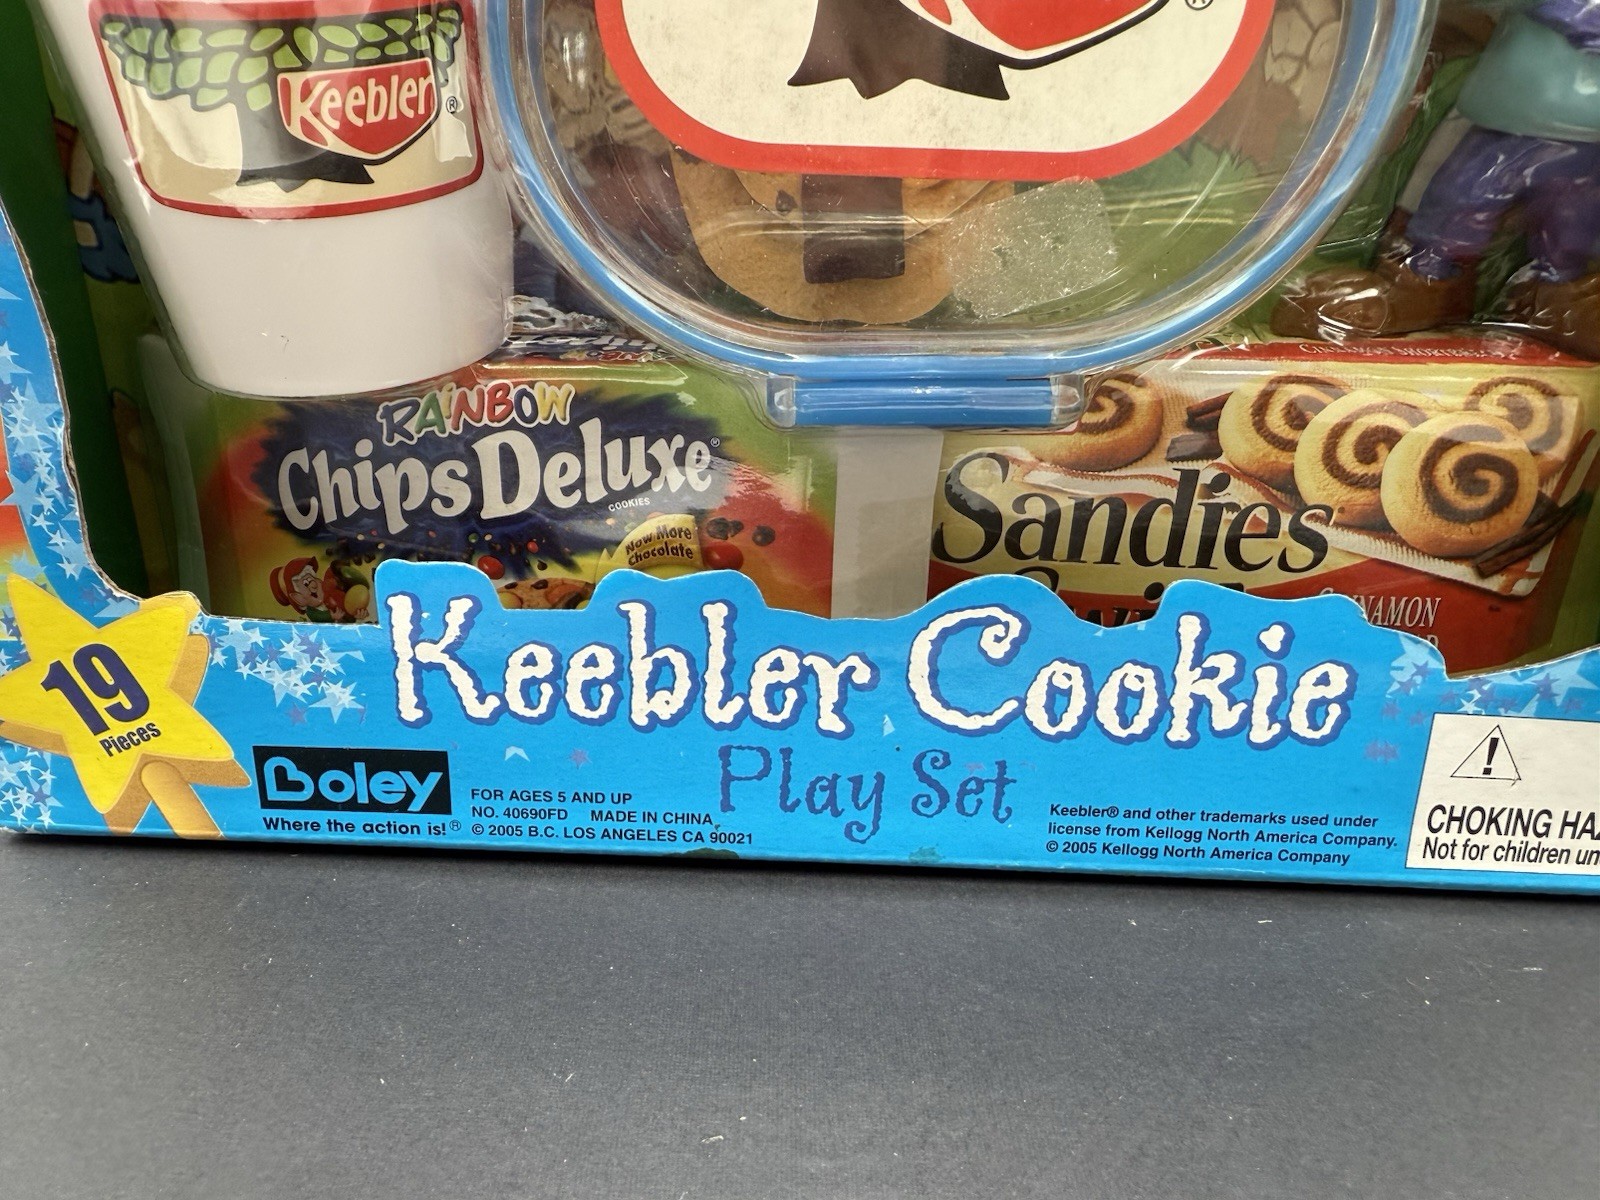 Keebler®
®
RAINBOW
Chips Deluxe®
COOKIES
Now More
Chocolate
Sandies
CINNAMON
Keebler Cookie
Play Set
19
Pieces
Boley
Where the action is!®
FOR AGES 5 AND UP
NO. 40690FD MADE IN CHINA
© 2005 B.C. LOS ANGELES CA 90021
Keebler® and other trademarks used under
license from Kellogg North America Company.
© 2005 Kellogg North America Company
!
CHOKING HA
Not for children un